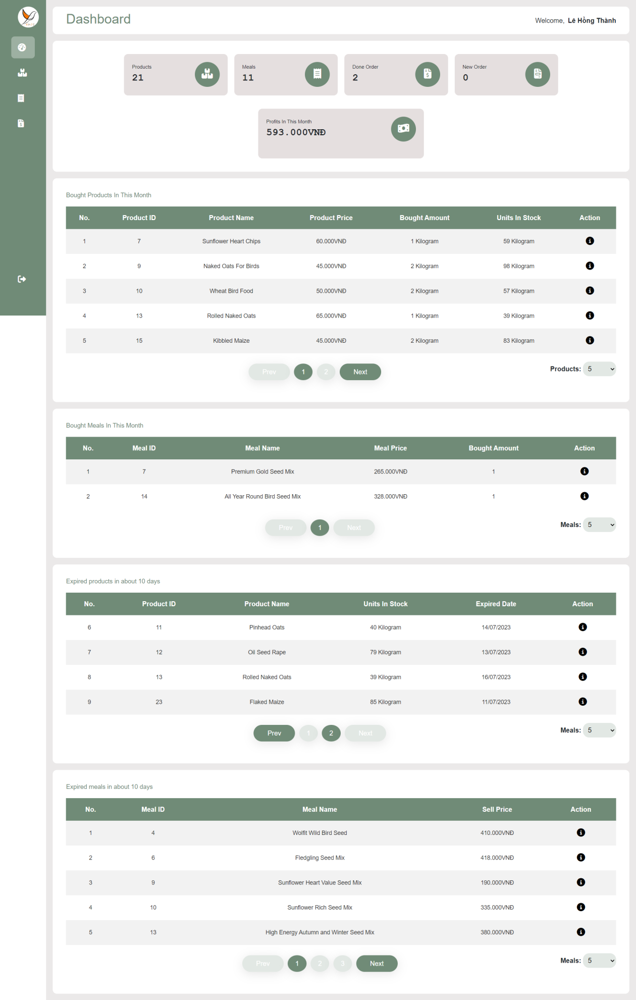 Dashboard
Welcome, Lê Hồng Thành
Products
21
Meals
11
Done Order
2
New Order
0
Profits In This Month
593.000VNĐ
Bought Products In This Month
No. Product ID Product Name Product Price Bought Amount Units In Stock Action
1 7 Sunflower Heart Chips 60.000VNĐ 1 Kilogram 59 Kilogram
2 9 Naked Oats For Birds 45.000VNĐ 2 Kilogram 98 Kilogram
3 10 Wheat Bird Food 50.000VNĐ 2 Kilogram 57 Kilogram
4 13 Rolled Naked Oats 65.000VNĐ 1 Kilogram 39 Kilogram
5 15 Kibbled Maize 45.000VNĐ 2 Kilogram 83 Kilogram
Prev 1 2 Next Products: 5
Bought Meals In This Month
No. Meal ID Meal Name Meal Price Bought Amount Action
1 7 Premium Gold Seed Mix 265.000VNĐ 1
2 14 All Year Round Bird Seed Mix 328.000VNĐ 1
Prev 1 Next Meals: 5
Expired products in about 10 days
No. Product ID Product Name Units In Stock Expired Date Action
6 11 Pinhead Oats 40 Kilogram 14/07/2023
7 12 Oil Seed Rape 79 Kilogram 13/07/2023
8 13 Rolled Naked Oats 39 Kilogram 16/07/2023
9 23 Flaked Maize 85 Kilogram 11/07/2023
Prev 1 2 Next Meals: 5
Expired meals in about 10 days
No. Meal ID Meal Name Sell Price Action
1 4 Wolfit Wild Bird Seed 410.000VNĐ
2 6 Fledgling Seed Mix 418.000VNĐ
3 9 Sunflower Heart Value Seed Mix 190.000VNĐ
4 10 Sunflower Rich Seed Mix 335.000VNĐ
5 13 High Energy Autumn and Winter Seed Mix 380.000VNĐ
Prev 1 2 3 Next Meals: 5